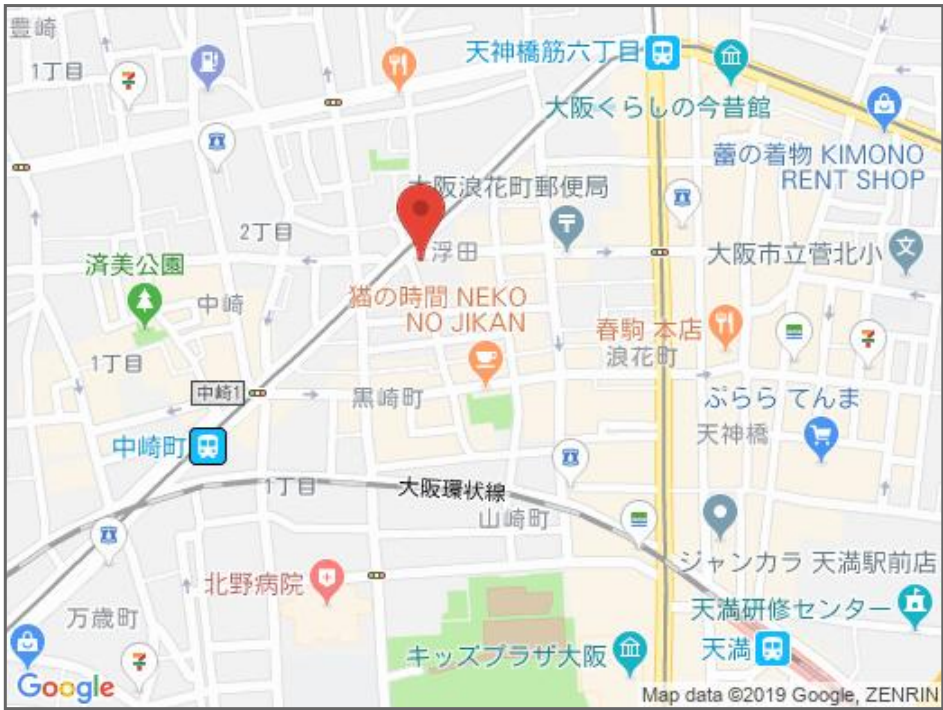 豊崎
天神橋筋六丁目
1丁目
大阪くらしの今昔館
蕾の着物 KIMONO
RENT SHOP
大阪浪花町郵便局
2丁目
浮田
大阪市立菅北小
文
済美公園
中崎
猫の時間 NEKO
NO JIKAN
春駒 本店
浪花町
1丁目
中崎1
黒崎町
ぷらら てんま
天神橋
中崎町
1丁目
大阪環状線
山崎町
ジャンカラ 天満駅前店
北野病院
天満研修センター
万歳町
キッズプラザ大阪
天満
Google
Map data ©2019 Google, ZENRIN